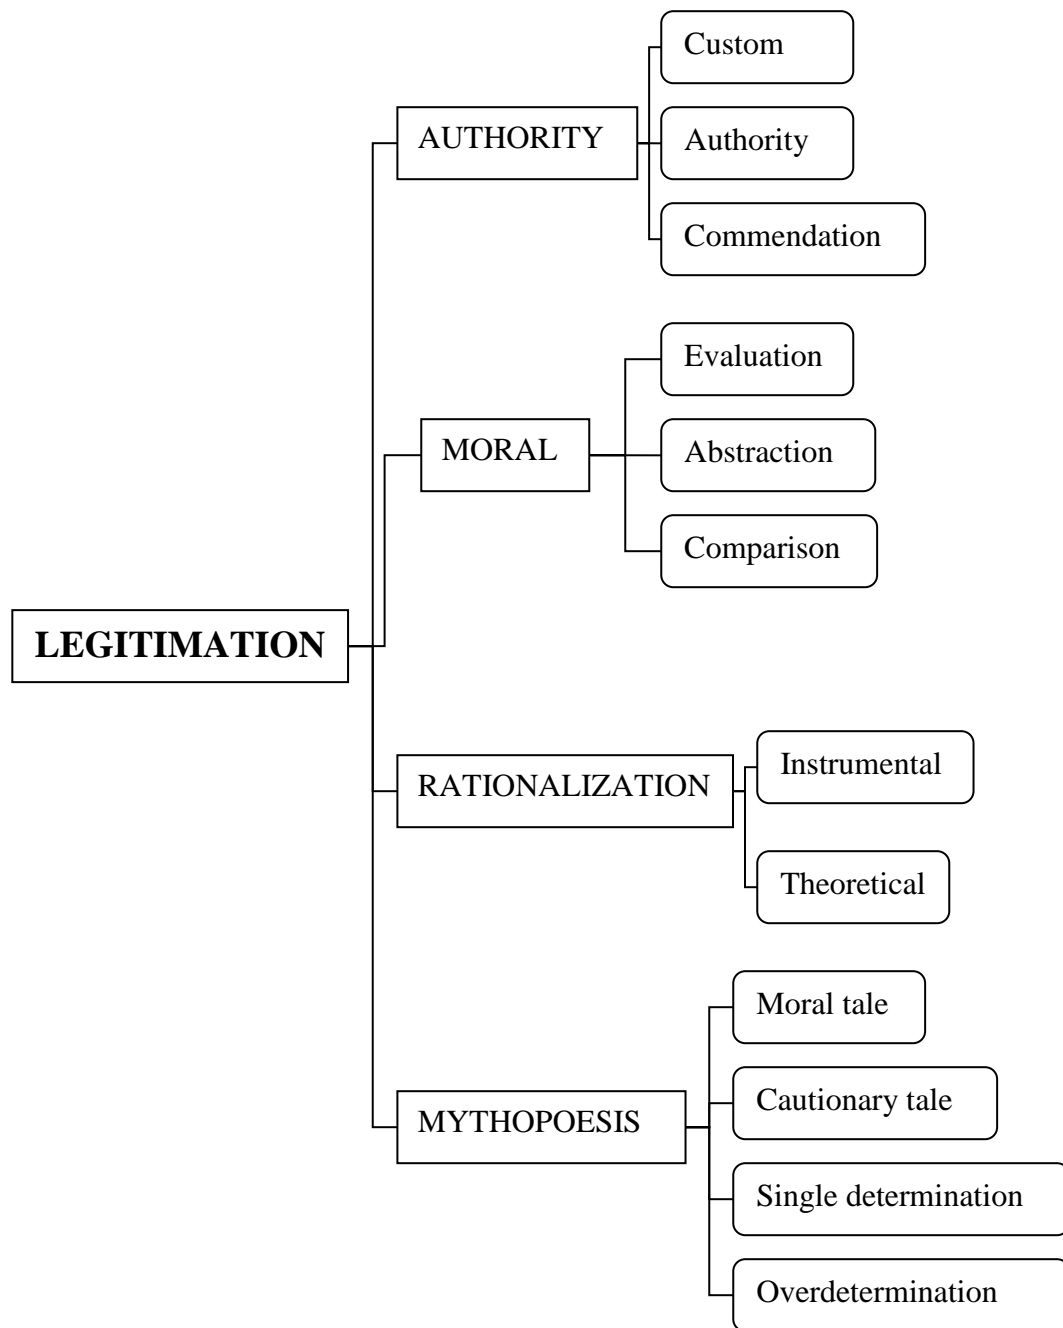 Custom
AUTHORITY
Authority
Commendation
Evaluation
MORAL
Abstraction
Comparison
LEGITIMATION
Instrumental
RATIONALIZATION
Theoretical
Moral tale
Cautionary tale
MYTHOPOESIS
Single determination
Overdetermination